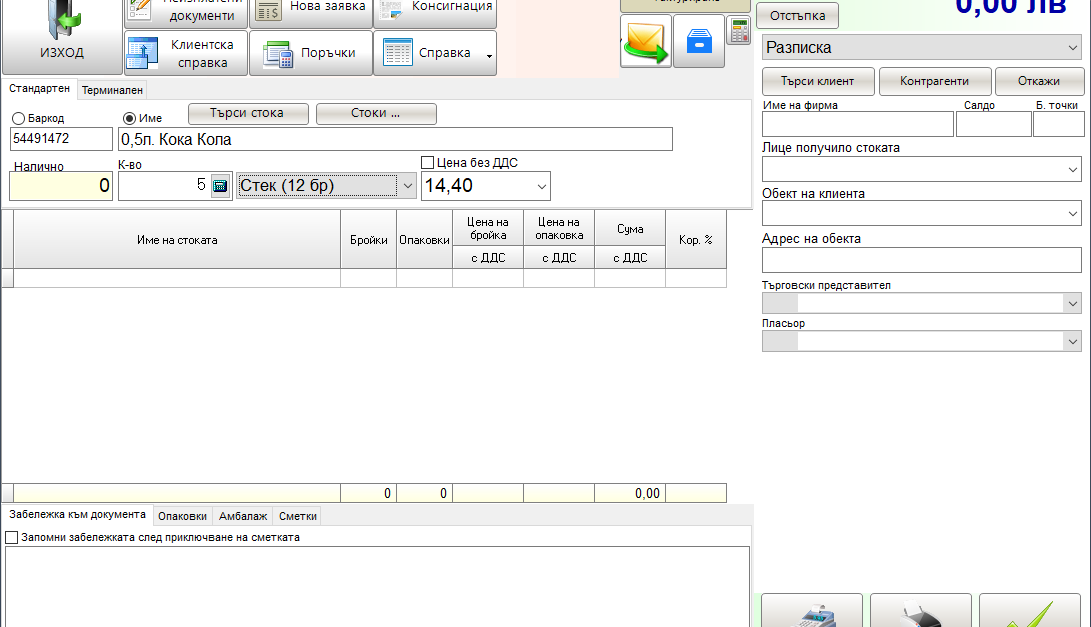 Неизплатени
документи
Нова заявка
Консигнация
ИЗХОД
Клиентска
справка
Поръчки
Справка
Отстъпка
0,00 лв
Разписка
Търси клиент
Контрагенти
Откажи
Име на фирма
Салдо
Б. точки
Лице получило стоката
Обект на клиента
Адрес на обекта
Търговски представител
Пласьор
Стандартен
Терминален
Баркод
Име
Търси стока
Стоки ...
54491472
0,5л. Кока Кола
Налично
К-во
Цена без ДДС
0
5
Стек (12 бр)
14,40
Име на стоката
Бройки
Опаковки
Цена на
бройка
с ДДС
Цена на
опаковка
с ДДС
Сума
с ДДС
Кор. %
0
0
0,00
Забележка към документа
Опаковки
Амбалаж
Сметки
Запомни забележката след приключване на сметката